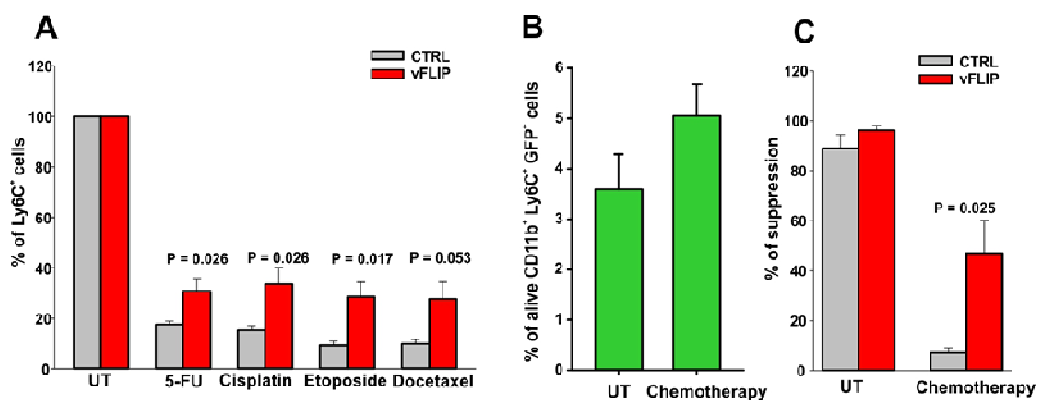 A
CTRL
vFLIP
% of Ly6C⁺ cells
120
100
80
60
40
20
0
P = 0.026
P = 0.026
P = 0.017
P = 0.053
UT
5-FU
Cisplatin
Etoposide
Docetaxel
B
% of alive CD11b⁺ Ly6C⁺ GFP⁺ cells
6
5
4
3
2
1
0
UT
Chemotherapy
C
CTRL
vFLIP
% of suppression
120
100
80
60
40
20
0
P = 0.025
UT
Chemotherapy